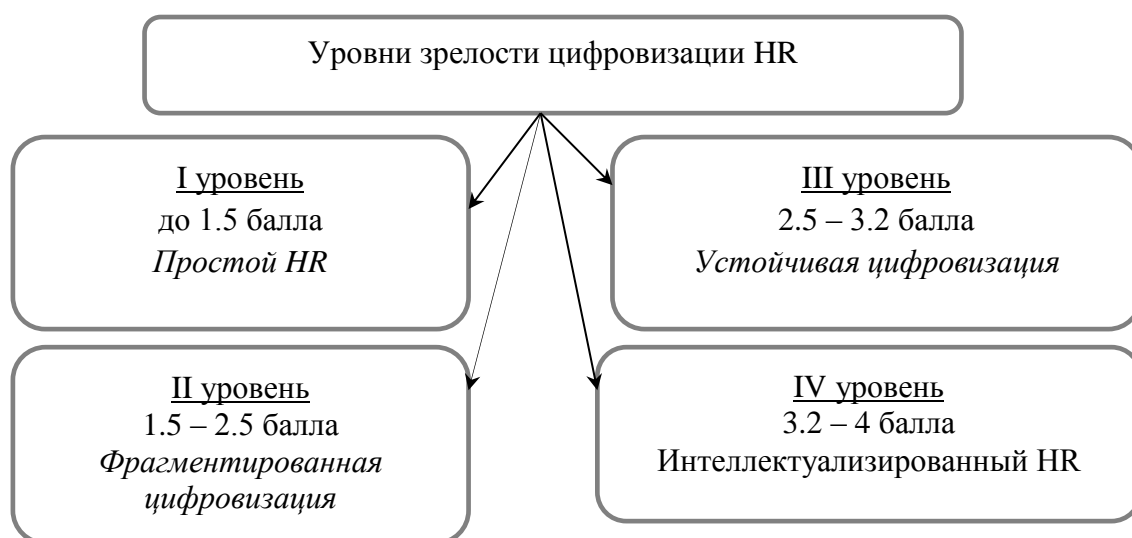 Уровни зрелости цифровизации HR
I уровень
до 1.5 балла
Простой HR
II уровень
1.5 – 2.5 балла
Фрагментированная
цифровизация
III уровень
2.5 – 3.2 балла
Устойчивая цифровизация
IV уровень
3.2 – 4 балла
Интеллектуализированный HR